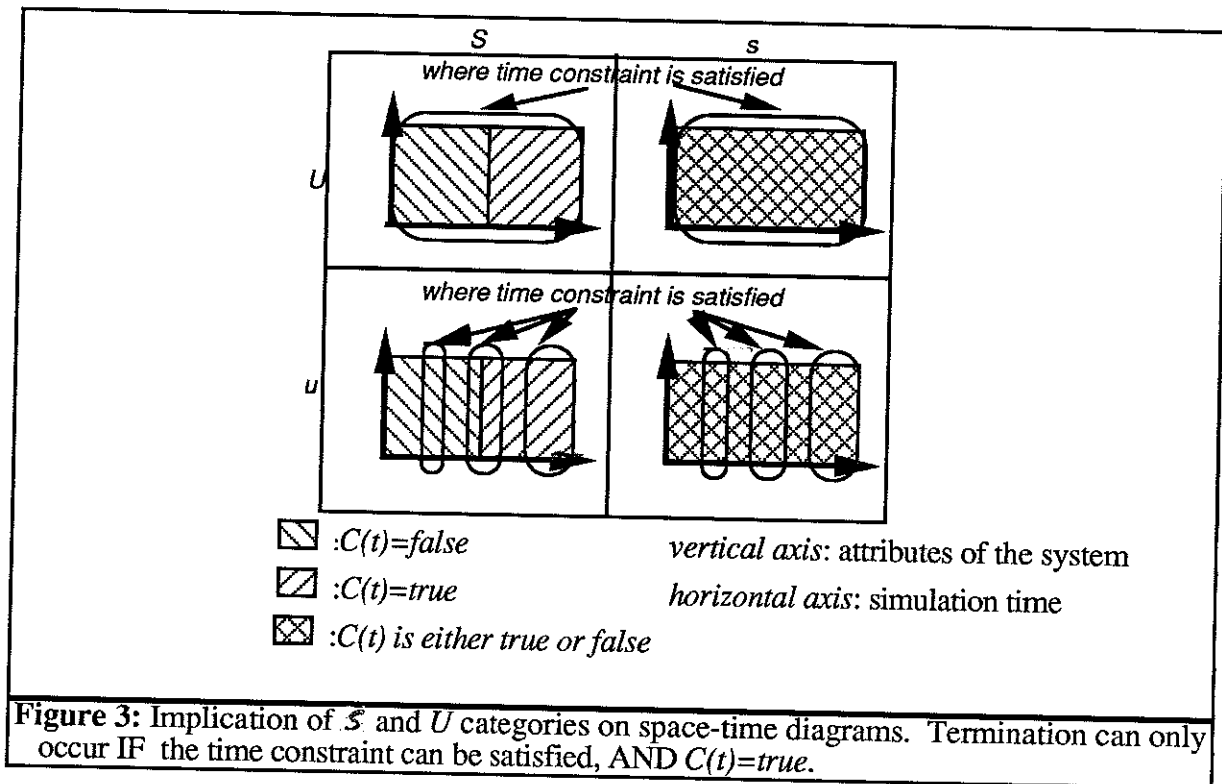 S s
where time constraint is satisfied
U
where time constraint is satisfied
u
:C(t)=false
vertical axis: attributes of the system
:C(t)=true
horizontal axis: simulation time
:C(t) is either true or false
Figure 3: Implication of S and U categories on space-time diagrams. Termination can only
occur IF the time constraint can be satisfied, AND C(t)=true.